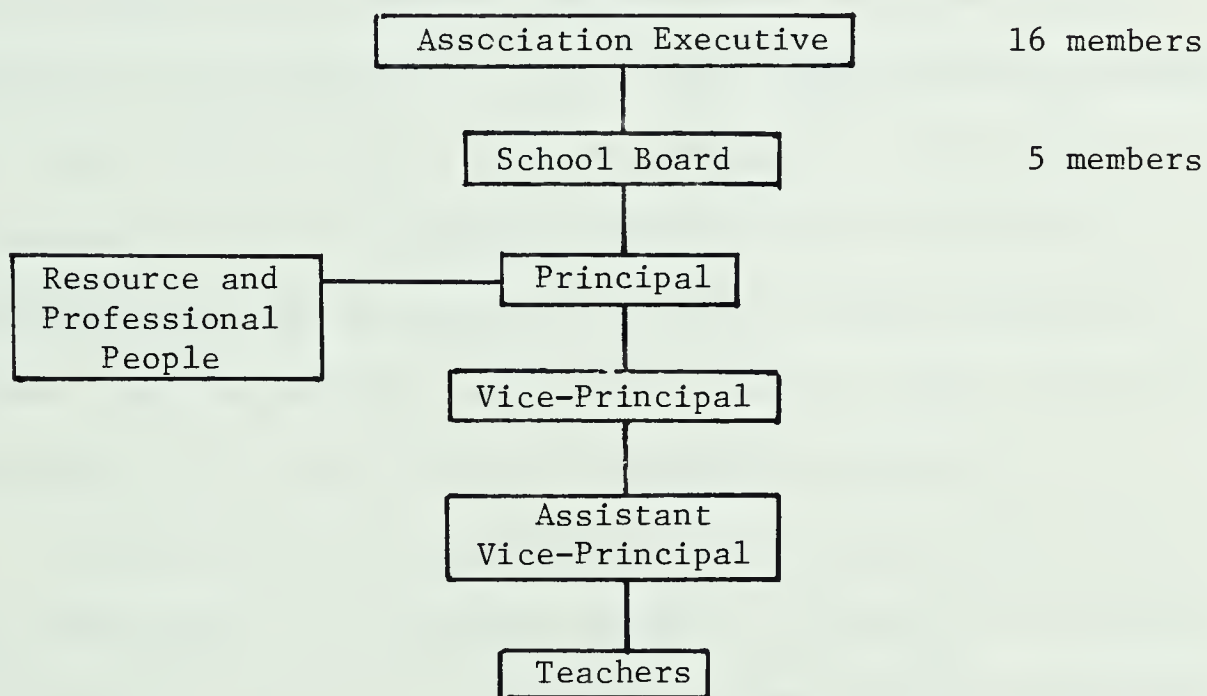 Association Executive 16 members
School Board 5 members
Resource and
Professional
People
Principal
Vice-Principal
Assistant
Vice-Principal
Teachers